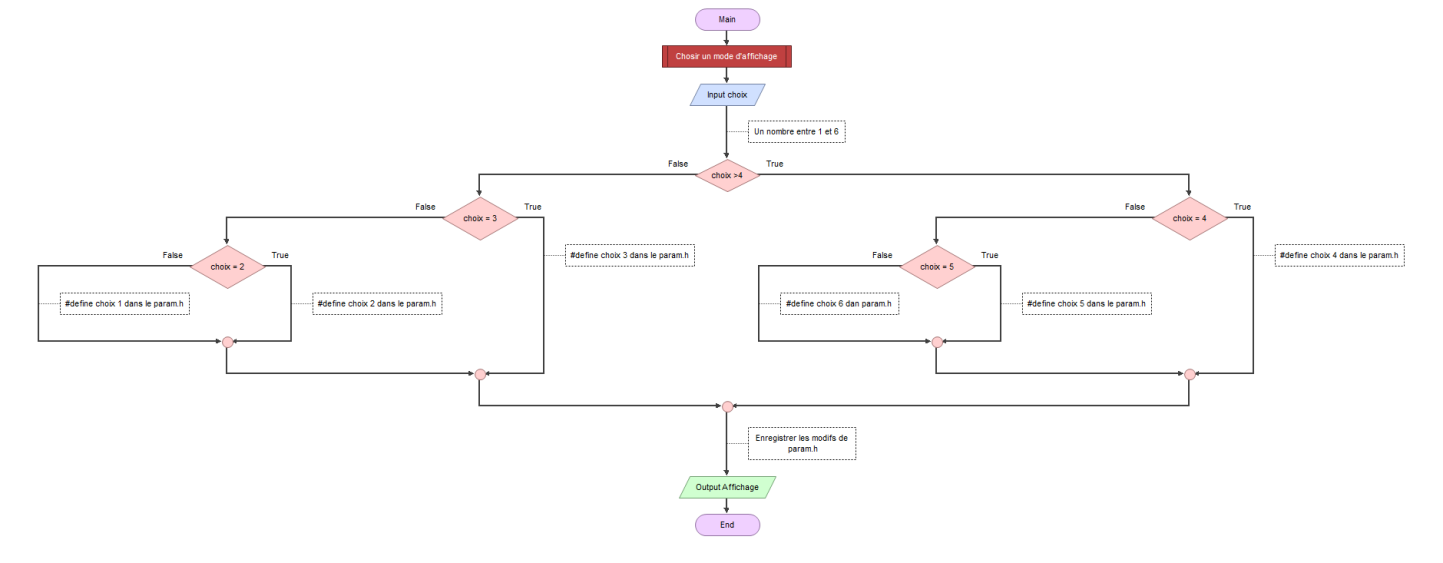 Main
Chosir un mode d'affichage
Input choix
Un nombre entre 1 et 6
False
True
choix >4
False
choix = 3
True
False
choix = 4
True
False
choix = 2
True
#define choix 3 dans le param.h
False
choix = 5
True
#define choix 4 dans le param.h
#define choix 1 dans le param.h
#define choix 2 dans le param.h
#define choix 6 dan param.h
#define choix 5 dans le param.h
Enregistrer les modifs de
param.h
Output Affichage
End